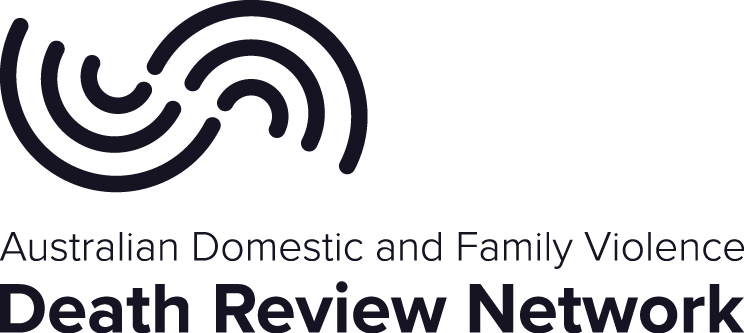 Australian Domestic and Family Violence
Death Review Network